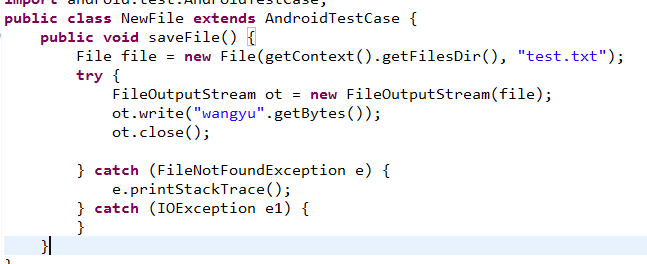 import android.test.AndroidTestCase;
public class NewFile extends AndroidTestCase {
    public void saveFile() {
        File file = new File(getContext().getFilesDir(), "test.txt");
        try {
            FileOutputStream ot = new FileOutputStream(file);
            ot.write("wangyu".getBytes());
            ot.close();

        } catch (FileNotFoundException e) {
            e.printStackTrace();
        } catch (IOException e1) {
        }
    }
}